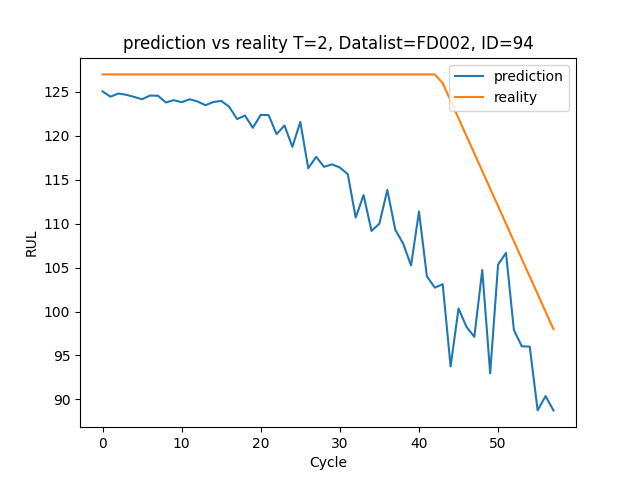 prediction vs reality T=2, Datalist=FD002, ID=94
prediction
reality
125
120
115
110
105
100
95
90
RUL
0 10 20 30 40 50
Cycle